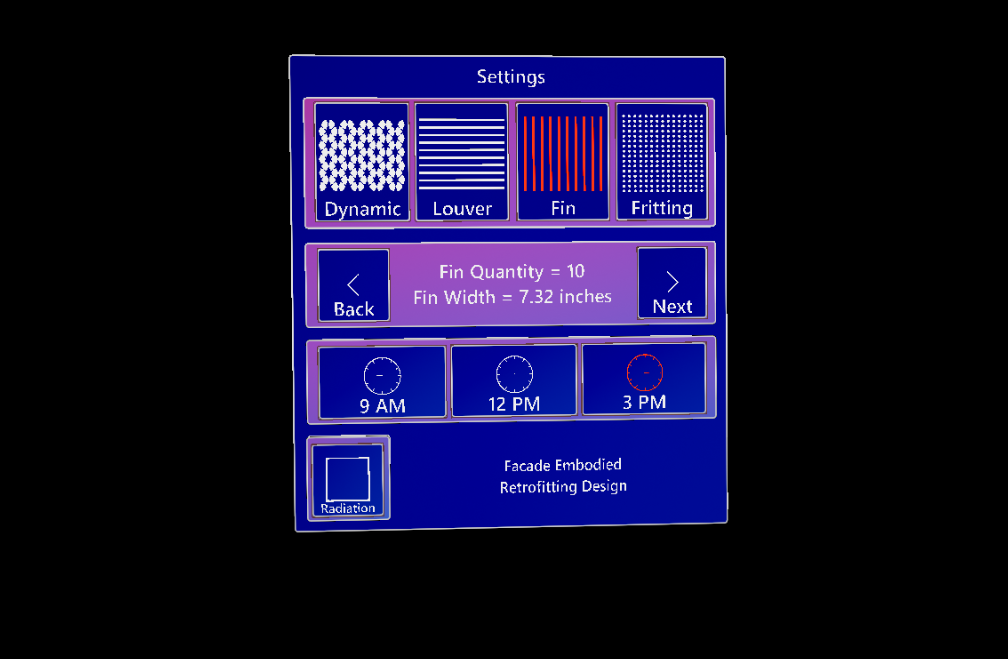 Settings
Dynamic
Louver
Fin
Fritting
Back
Fin Quantity = 10
Fin Width = 7.32 inches
Next
9 AM
12 PM
3 PM
Radiation
Facade Embodied
Retrofitting Design